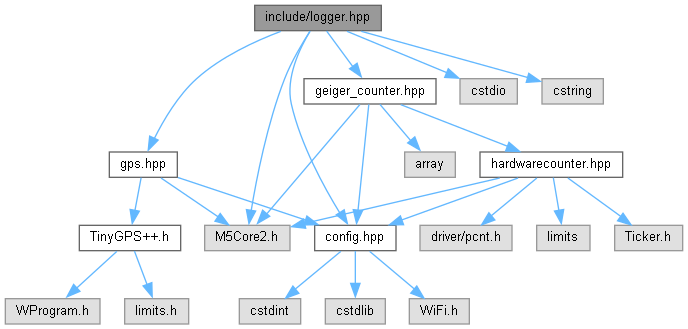 include/logger.hpp
geiger_counter.hpp
cstdio
cstring
gps.hpp
array
hardwarecounter.hpp
TinyGPS++.h
M5Core2.h
config.hpp
driver/pcnt.h
limits
Ticker.h
WProgram.h
limits.h
cstdint
cstdlib
WiFi.h